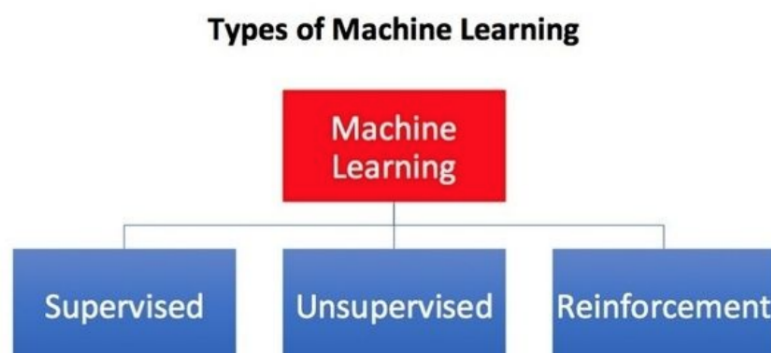 Types of Machine Learning
Machine
Learning
Supervised
Unsupervised
Reinforcement